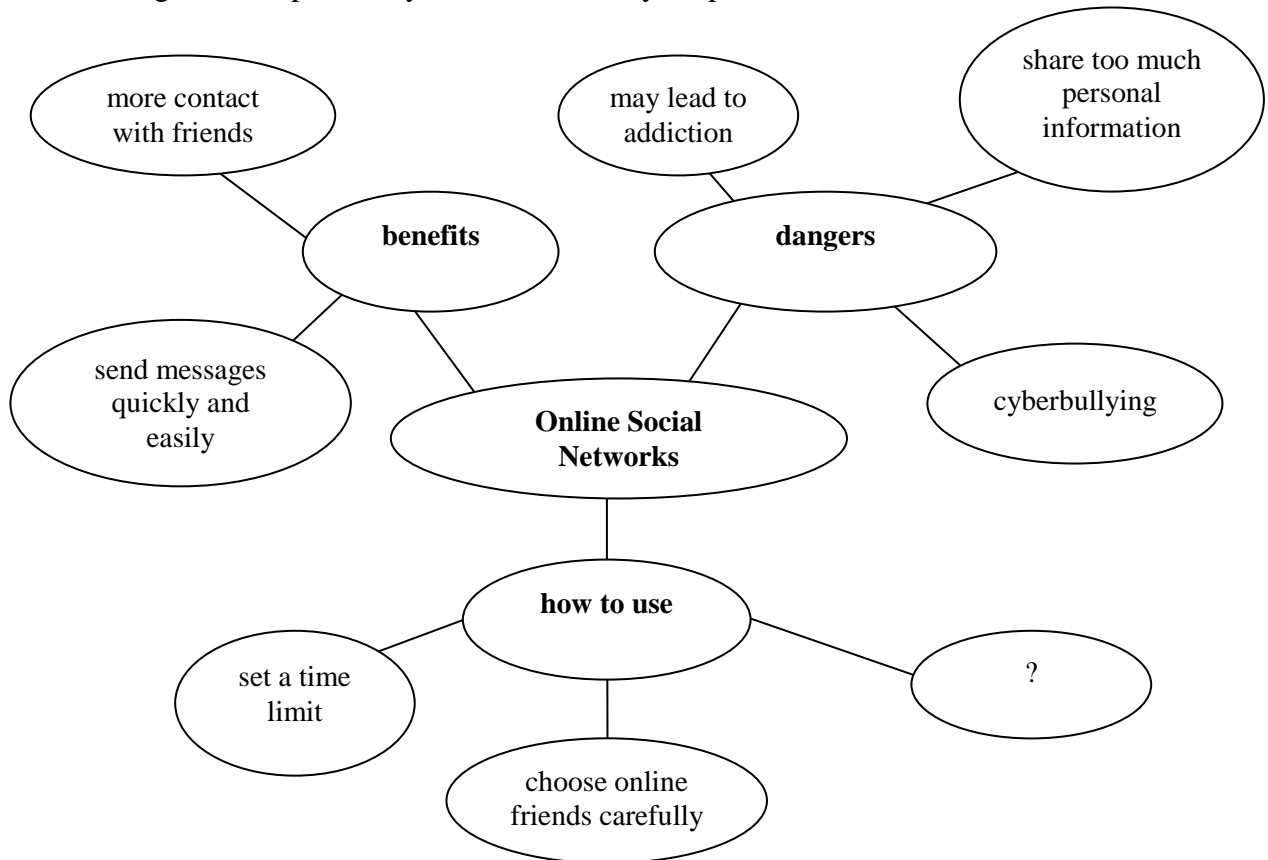 more contact
with friends
may lead to
addiction
share too much
personal
information
benefits
dangers
send messages
quickly and
easily
Online Social
Networks
cyberbullying
how to use
set a time
limit
?
choose online
friends carefully